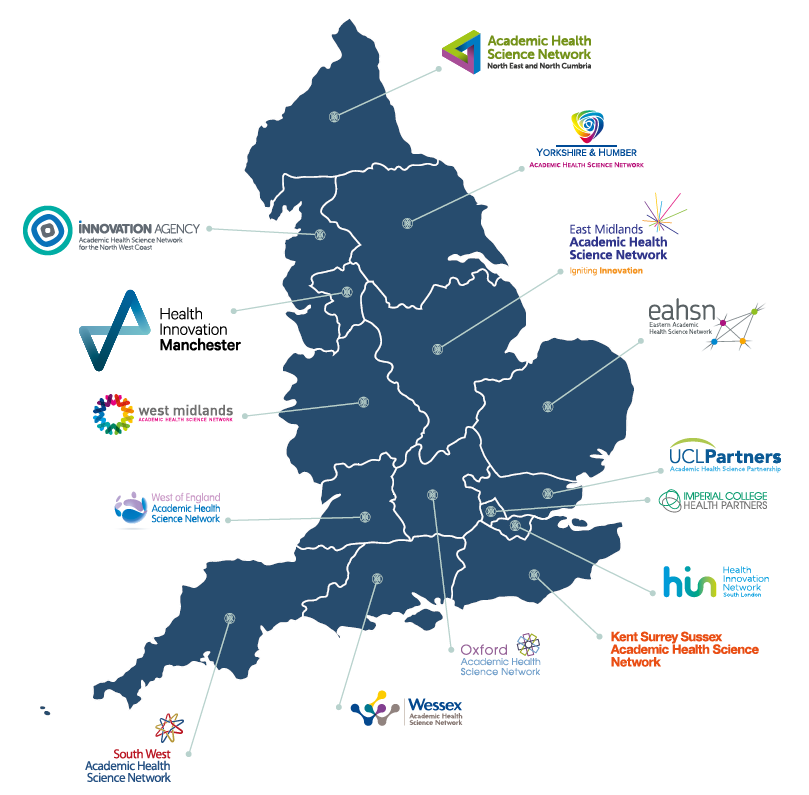 Academic Health
Science Network
North East and North Cumbria
YORKSHIRE & HUMBER
ACADEMIC HEALTH SCIENCE NETWORK
INNOVATION AGENCY
Academic Health Science Network
for the North West Coast
East Midlands
Academic Health
Science Network
Igniting Innovation
Health
Innovation
Manchester
eahsn
Eastern Academic
Health Science Network
west midlands
ACADEMIC HEALTH SCIENCE NETWORK
UCLPartners
Academic Health Science Partnership
West of England
Academic Health
Science Network
IMPERIAL COLLEGE
HEALTH PARTNERS
hin
Health
Innovation
Network
South London
Kent Surrey Sussex
Academic Health Science
Network
Oxford
Academic Health
Science Network
Wessex
Academic Health
Science Network
South West
Academic Health
Science Network